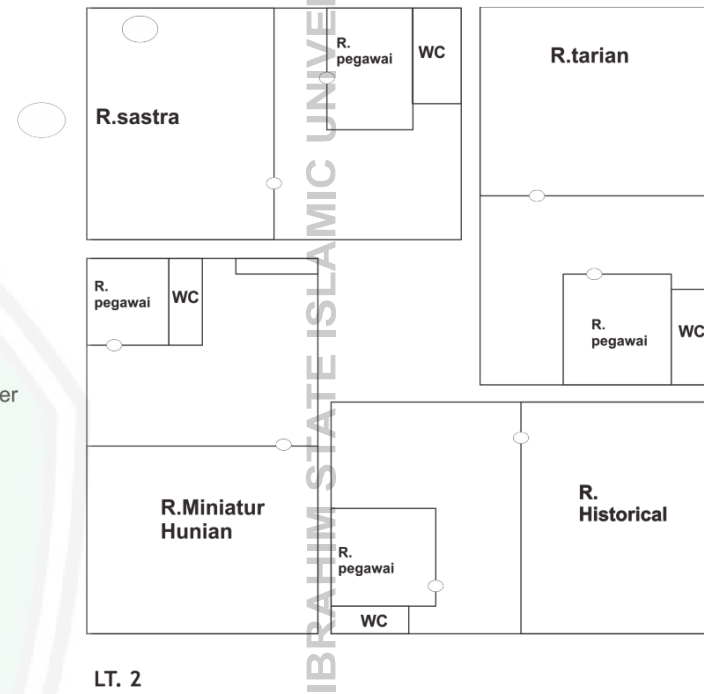 R.
pegawai
WC
R.tarian
R.sastra
R.
pegawai
WC
R.
pegawai
WC
er
R.Miniatur
Hunian
R.
Historical
R.
pegawai
WC
LT. 2
IBRAHIM STATE ISLAMIC UNIVE